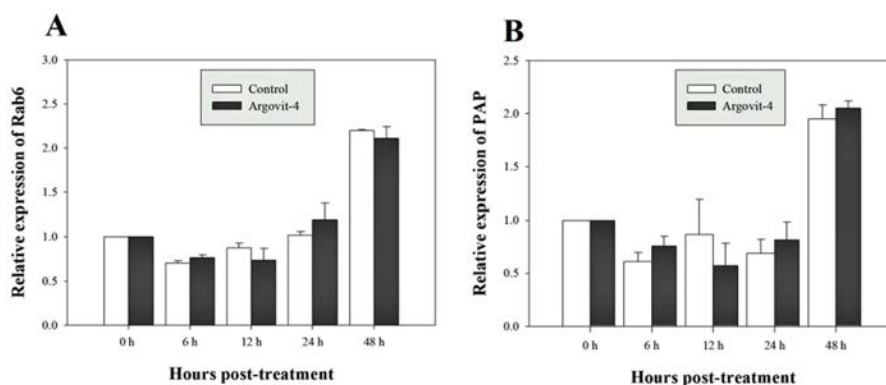 A
Relative expression of Rab6
3.0
2.5
2.0
1.5
1.0
0.5
0.0
Control
Argovit-4
0 h
6 h
12 h
24 h
48 h
Hours post-treatment
B
Relative expression of PAP
2.5
2.0
1.5
1.0
0.5
0.0
Control
Argovit-4
0 h
6 h
12 h
24 h
48 h
Hours post-treatment